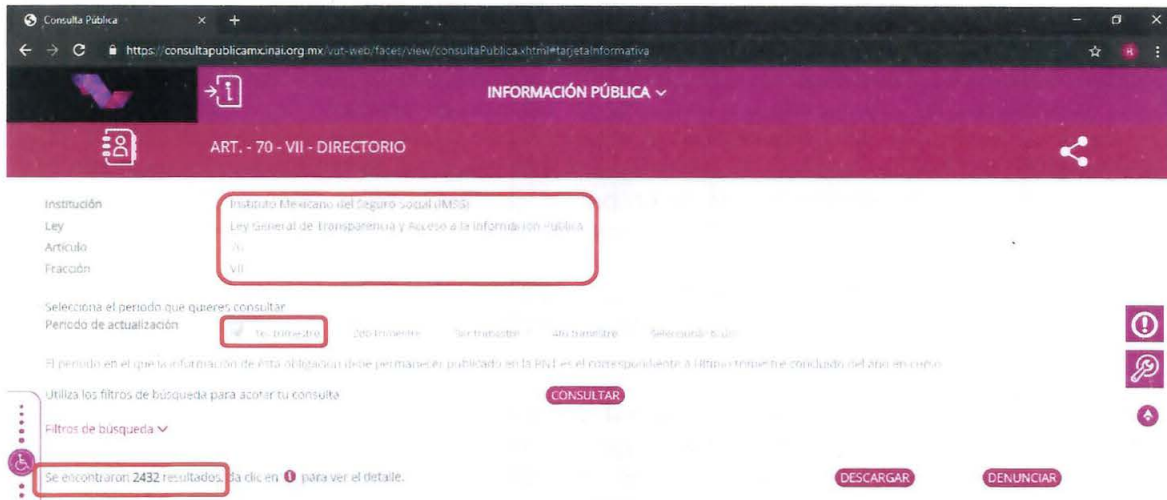 Consulta Pública
https://consultapublicamx.inai.org.mx/vut-web/faces/view/consultaPublica.xhtml#tarjetaInformativa
INFORMACIÓN PÚBLICA
ART. - 70 - VII - DIRECTORIO
Institución Instituto Mexicano del Seguro Social (IMSS)
Ley Ley General de Transparencia y Acceso a la Información Pública
Artículo 70
Fracción VII
Selecciona el periodo que quieres consultar
Periodo de actualización 1er trimestre 2do trimestre 3er trimestre 4to trimestre Seleccionar todos
El periodo en el que la información de esta obligación debe permanecer publicado en la PNT es el correspondiente a Último trimestre concluido del año en curso
Utiliza los filtros de búsqueda para acotar tu consulta CONSULTAR
Filtros de búsqueda
Se encontraron 2432 resultados, da clic en i para ver el detalle. DESCARGAR DENUNCIAR